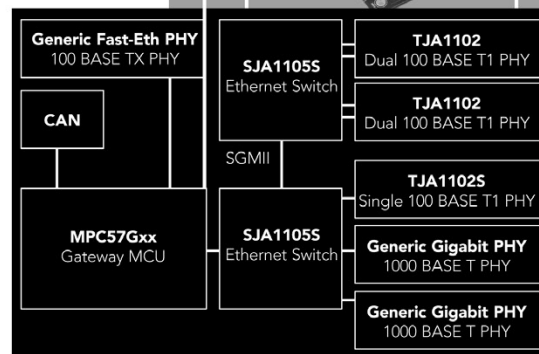 Generic Fast-Eth PHY
100 BASE TX PHY
CAN
MPC57Gxx
Gateway MCU
SJA1105S
Ethernet Switch
SGMII
SJA1105S
Ethernet Switch
TJA1102
Dual 100 BASE T1 PHY
TJA1102
Dual 100 BASE T1 PHY
TJA1102S
Single 100 BASE T1 PHY
Generic Gigabit PHY
1000 BASE T PHY
Generic Gigabit PHY
1000 BASE T PHY